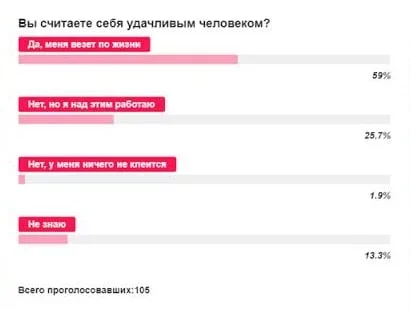 Вы считаете себя удачливым человеком?
Да, меня везет по жизни
59%
Нет, но я над этим работаю
25.7%
Нет, у меня ничего не клеится
1.9%
Не знаю
13.3%
Всего проголосовавших:105